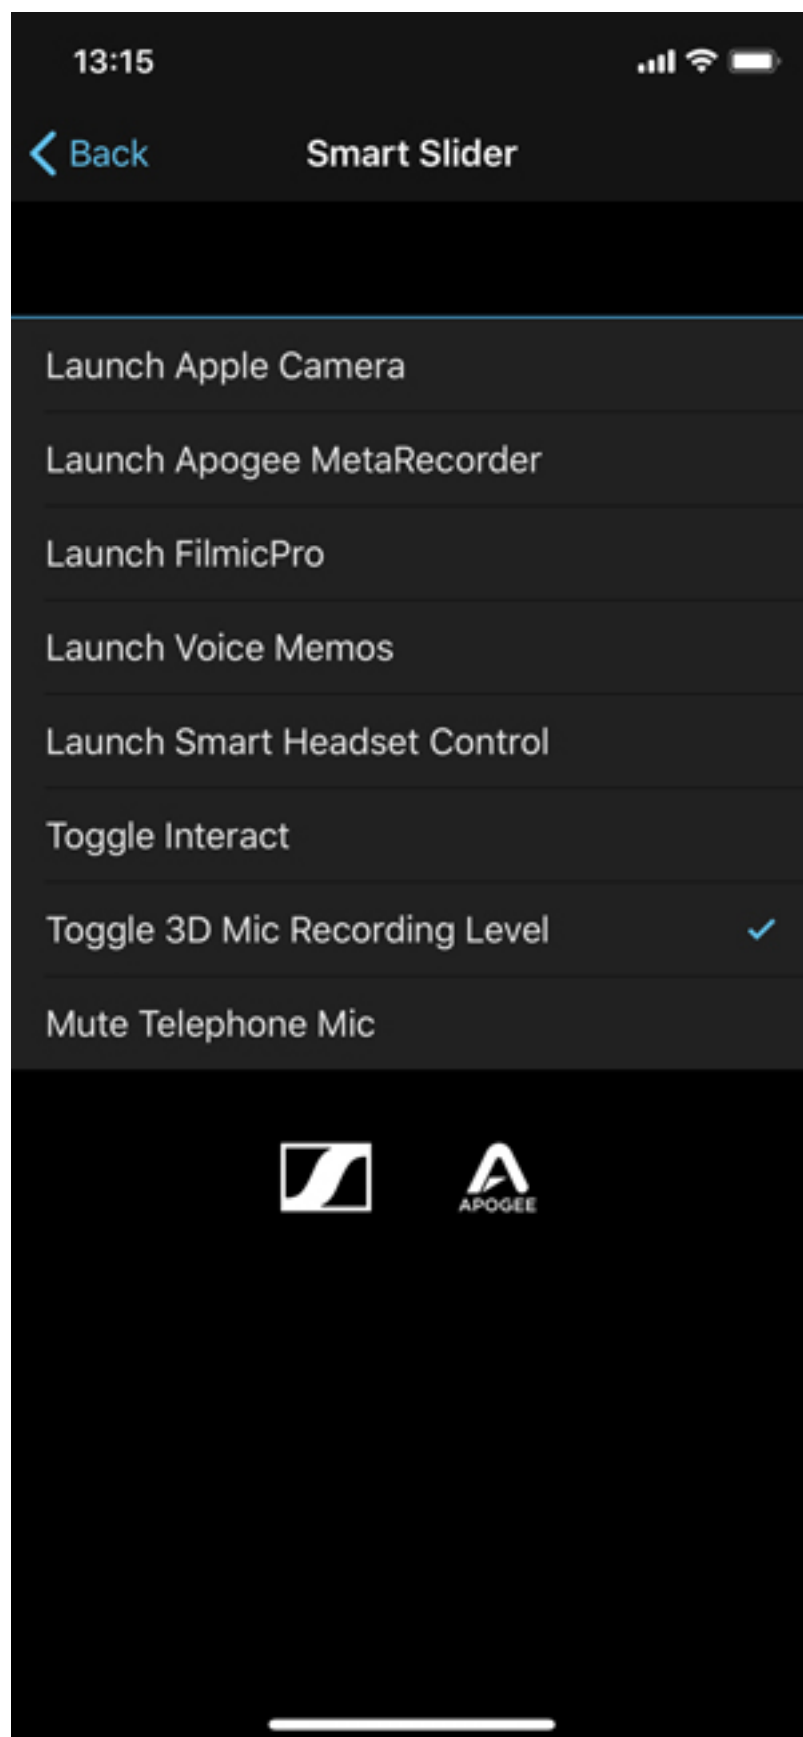 13:15
Back
Smart Slider
Launch Apple Camera
Launch Apogee MetaRecorder
Launch FilmicPro
Launch Voice Memos
Launch Smart Headset Control
Toggle Interact
Toggle 3D Mic Recording Level
Mute Telephone Mic
APOGEE